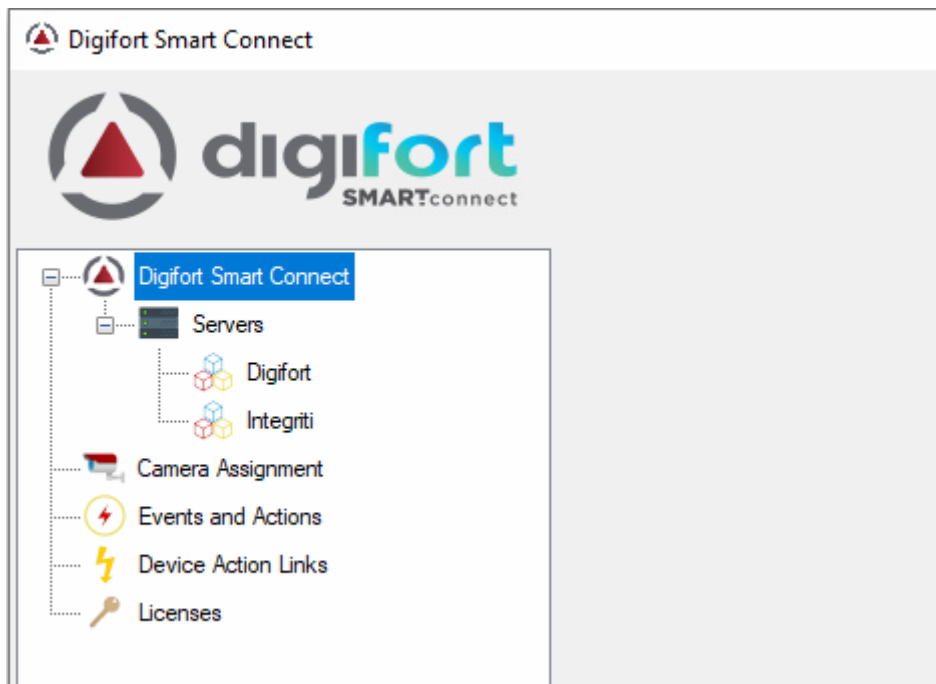 Digifort Smart Connect
digifort
SMARTconnect
Digifort Smart Connect
Servers
Digifort
Integriti
Camera Assignment
Events and Actions
Device Action Links
Licenses